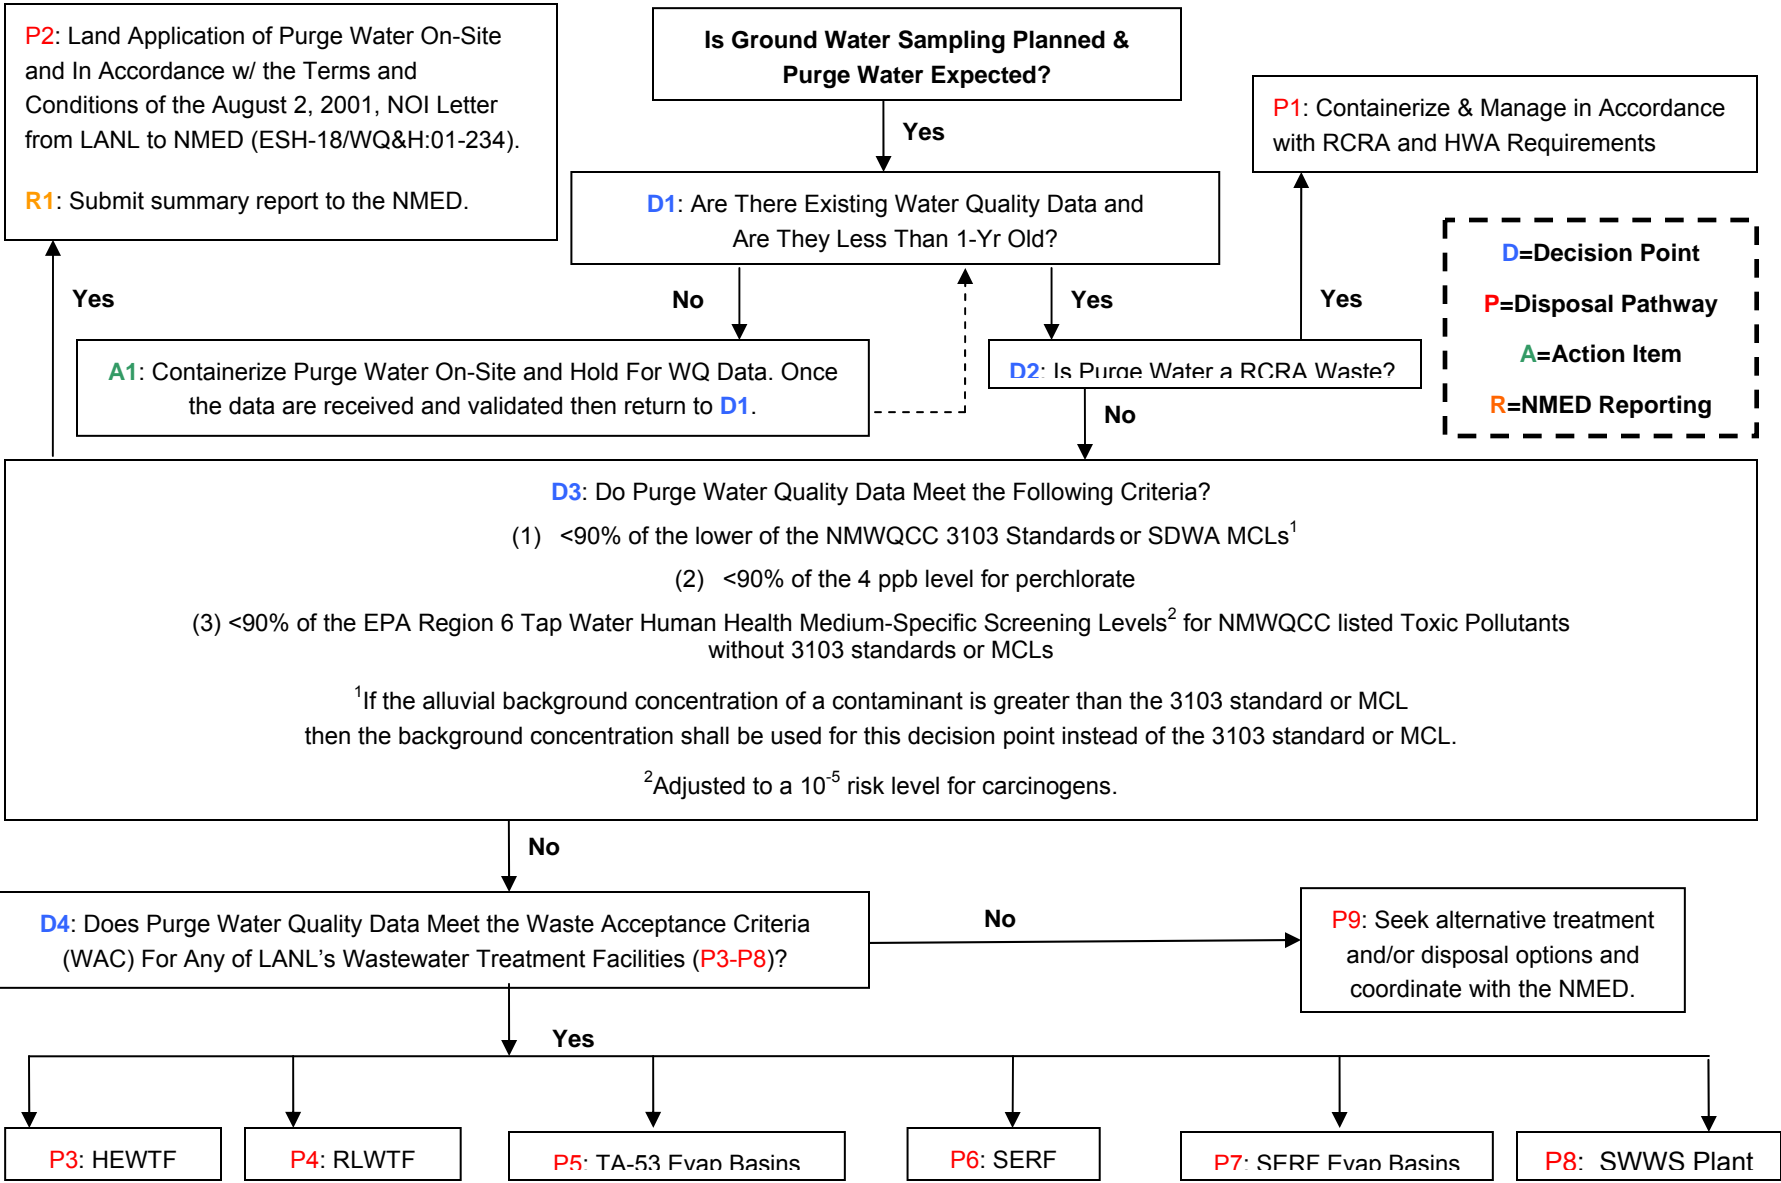 P2: Land Application of Purge Water On-Site
and In Accordance w/ the Terms and
Conditions of the August 2, 2001, NOI Letter
from LANL to NMED (ESH-18/WQ&H:01-234).
R1: Submit summary report to the NMED.
Is Ground Water Sampling Planned &
Purge Water Expected?
Yes
P1: Containerize & Manage in Accordance
with RCRA and HWA Requirements
D1: Are There Existing Water Quality Data and
Are They Less Than 1-Yr Old?
D=Decision Point
P=Disposal Pathway
A=Action Item
R=NMED Reporting
Yes
No
Yes
Yes
A1: Containerize Purge Water On-Site and Hold For WQ Data. Once
the data are received and validated then return to D1.
D2: Is Purge Water a RCRA Waste?
No
D3: Do Purge Water Quality Data Meet the Following Criteria?
(1) <90% of the lower of the NMWQCC 3103 Standards or SDWA MCLs1
(2) <90% of the 4 ppb level for perchlorate
(3) <90% of the EPA Region 6 Tap Water Human Health Medium-Specific Screening Levels2 for NMWQCC listed Toxic Pollutants
without 3103 standards or MCLs
1If the alluvial background concentration of a contaminant is greater than the 3103 standard or MCL
then the background concentration shall be used for this decision point instead of the 3103 standard or MCL.
2Adjusted to a 10-5 risk level for carcinogens.
No
D4: Does Purge Water Quality Data Meet the Waste Acceptance Criteria
(WAC) For Any of LANL's Wastewater Treatment Facilities (P3-P8)?
No
P9: Seek alternative treatment
and/or disposal options and
coordinate with the NMED.
Yes
P3: HEWTF
P4: RLWTF
P5: TA-53 Evap Basins
P6: SERF
P7: SERF Evap Basins
P8: SWWS Plant